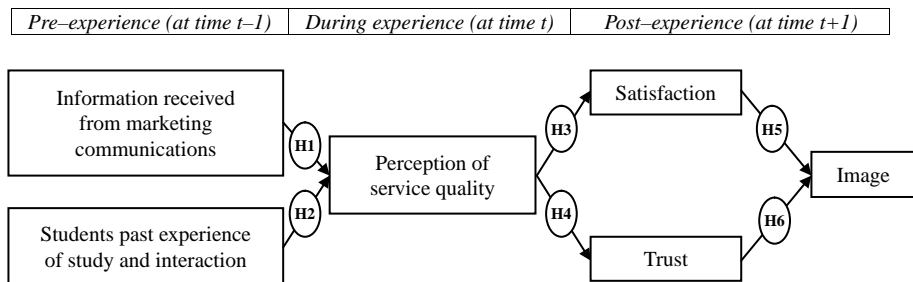 Pre–experience (at time t–1) During experience (at time t) Post–experience (at time t+1)
Information received
from marketing
communications
Students past experience
of study and interaction
H1
H2
Perception of
service quality
H3
H4
Satisfaction
Trust
H5
H6
Image